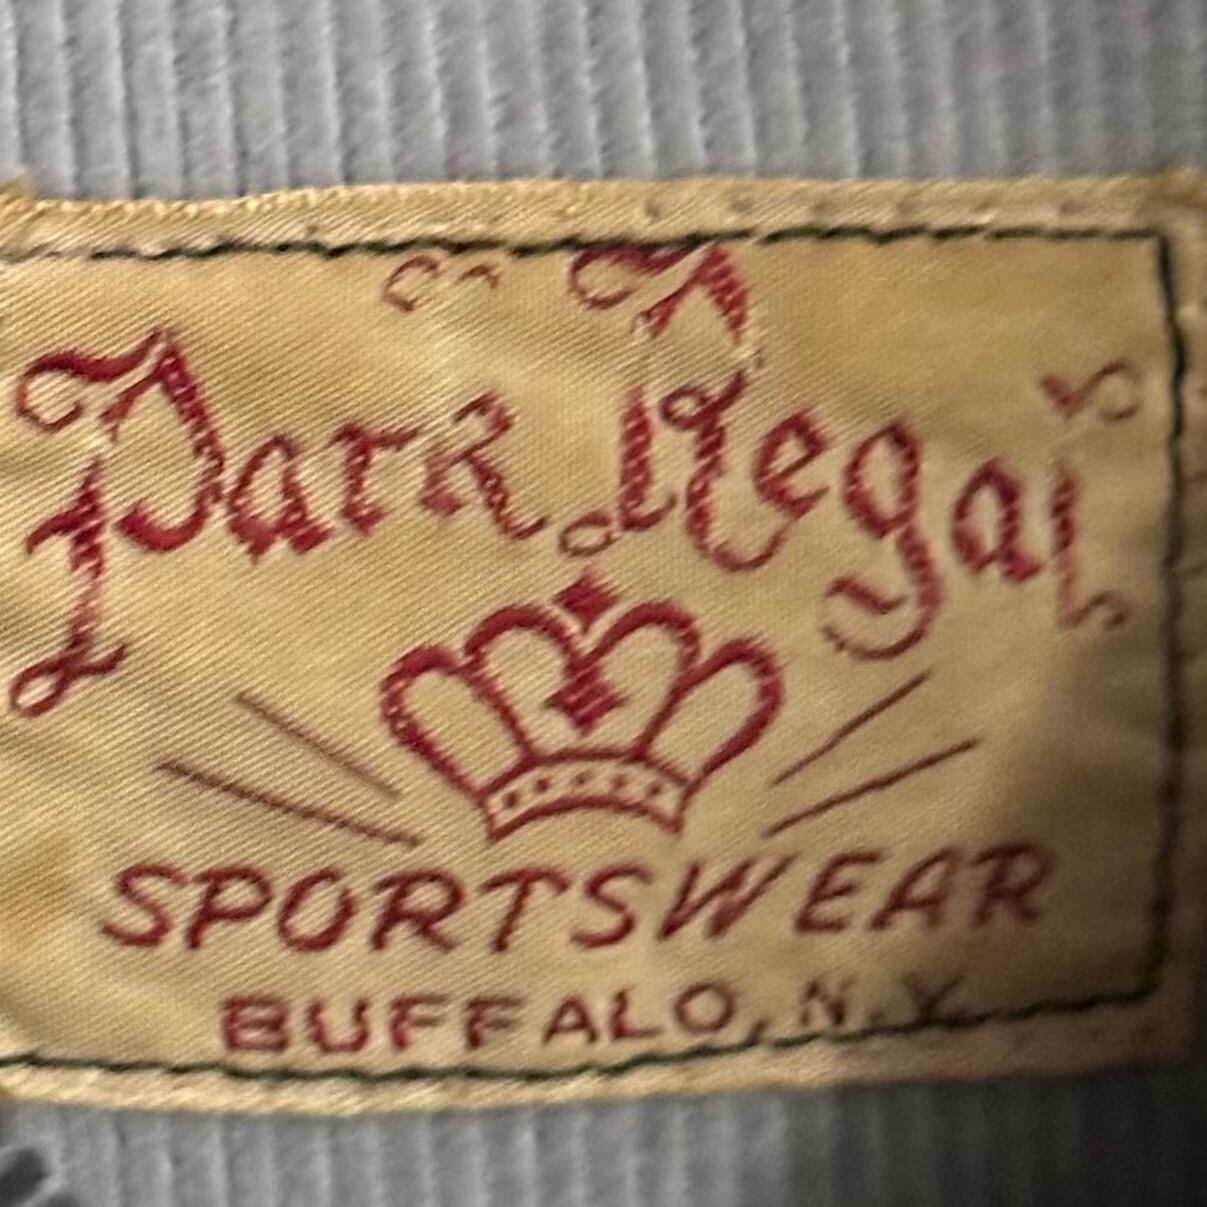 Park Regal
SPORTSWEAR
BUFFALO, N.Y.